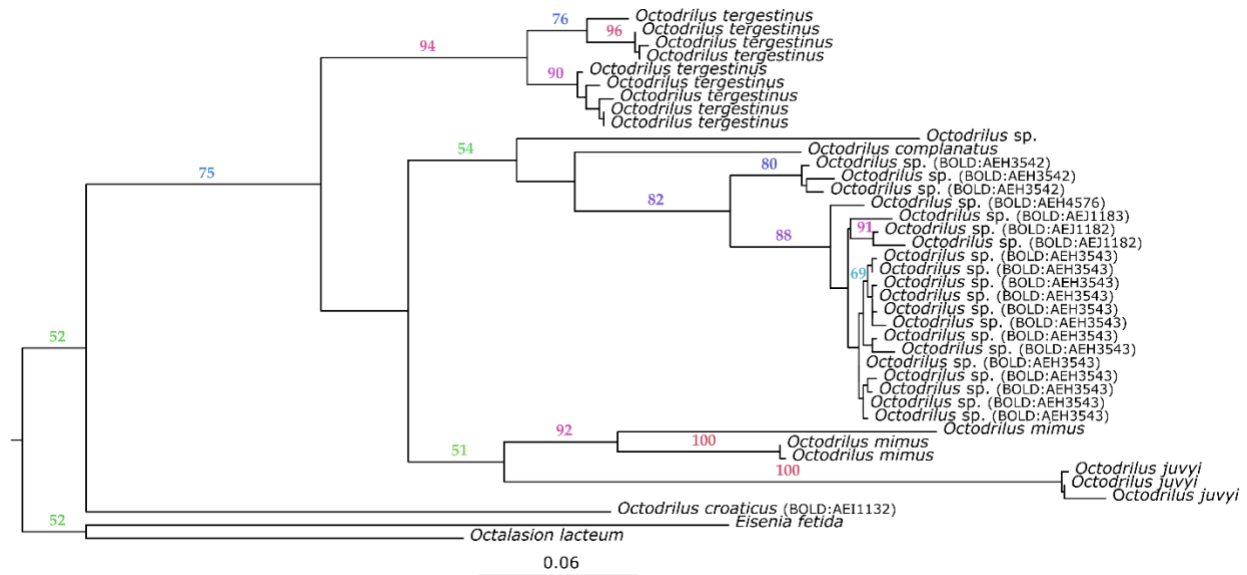 76
Octodrilus tergestinus
96
Octodrilus tergestinus
94
Octodrilus tergestinus
Octodrilus tergestinus
90
Octodrilus tergestinus
Octodrilus tergestinus
Octodrilus tergestinus
Octodrilus tergestinus
Octodrilus tergestinus
Octodrilus sp.
54
Octodrilus complanatus
75
80
Octodrilus sp. (BOLD:AEH3542)
Octodrilus sp. (BOLD:AEH3542)
Octodrilus sp. (BOLD:AEH3542)
82
Octodrilus sp. (BOLD:AEH4576)
Octodrilus sp. (BOLD:AEJ1183)
88
91
Octodrilus sp. (BOLD:AEJ1182)
Octodrilus sp. (BOLD:AEJ1182)
Octodrilus sp. (BOLD:AEH3543)
69
Octodrilus sp. (BOLD:AEH3543)
Octodrilus sp. (BOLD:AEH3543)
Octodrilus sp. (BOLD:AEH3543)
Octodrilus sp. (BOLD:AEH3543)
Octodrilus sp. (BOLD:AEH3543)
52
Octodrilus sp. (BOLD:AEH3543)
Octodrilus sp. (BOLD:AEH3543)
Octodrilus sp. (BOLD:AEH3543)
Octodrilus sp. (BOLD:AEH3543)
Octodrilus sp. (BOLD:AEH3543)
Octodrilus sp. (BOLD:AEH3543)
Octodrilus sp. (BOLD:AEH3543)
92
Octodrilus mimus
51
100
Octodrilus mimus
Octodrilus mimus
100
Octodrilus juvyi
Octodrilus juvyi
Octodrilus juvyi
Octodrilus croaticus (BOLD:AEI1132)
52
Eisenia fetida
Octalasion lacteum
0.06